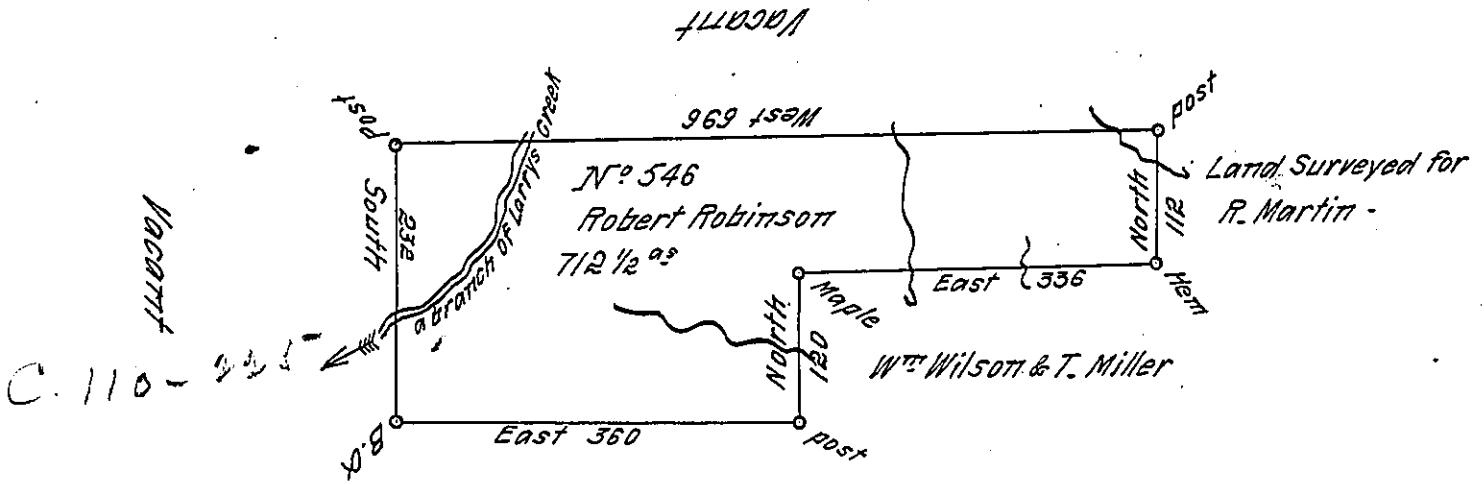 Vacant
post
West 696
post
a branch of Larrys Creek
Nº 546
Robert Robinson
712 ½ as
Land Surveyed for
R. Martin -
North
112
South
232
Vacant
Maple
East 336
Hem
North
120
Wm Wilson & T. Miller
C. 110 - 225
B.O
East 360
post